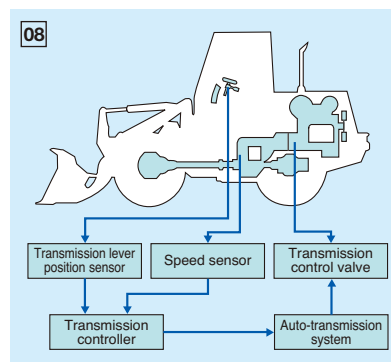 08
Transmission lever
position sensor
Speed sensor
Transmission
control valve
Transmission
controller
Auto-transmission
system